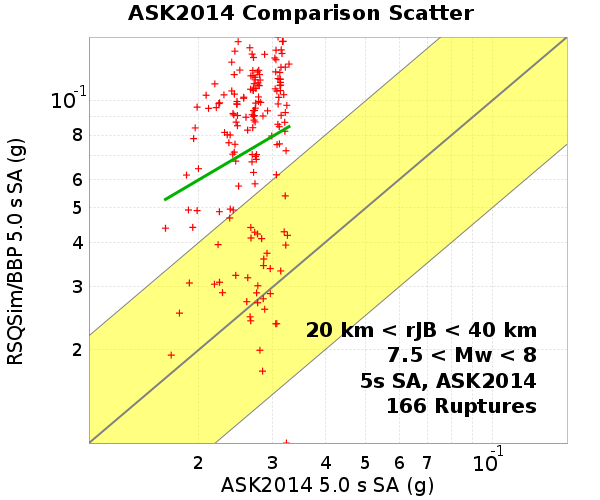 ASK2014 Comparison Scatter
RSQSim/BBP 5.0 s SA (g)
10-1
8
6
5
4
3
2
20 km < rJB < 40 km
7.5 < Mw < 8
5s SA, ASK2014
166 Ruptures
2 3 4 5 6 7 10-1
ASK2014 5.0 s SA (g)